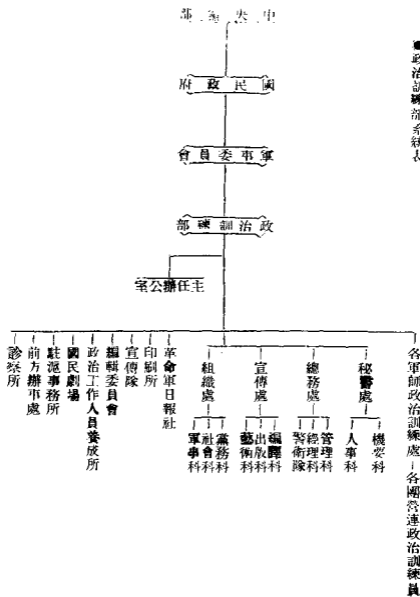 政治訓練部系統表
中央部
國民政府
軍事委員會
政治訓練部
主任辦公室
各軍師政治訓練處
各團營連政治訓練員
秘書處
機要科
人事科
總務處
管理科
經理科
警衛隊
宣傳處
編譯科
出版科
藝術科
組織處
黨務科
社會科
軍事科
革命軍日報社
印刷所
宣傳隊
編輯委員會
政治工作人員養成所
國民劇場
駐滬事務所
前方辦事處
診察所